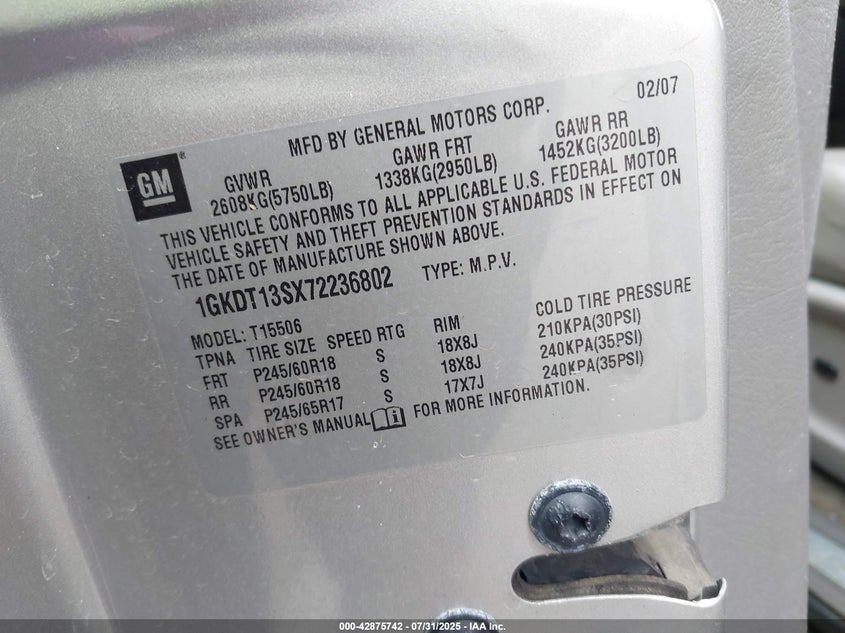 02/07
MFD BY GENERAL MOTORS CORP.
GM®
GVWR GAWR FRT GAWR RR
2608KG(5750LB) 1338KG(2950LB) 1452KG(3200LB)
THIS VEHICLE CONFORMS TO ALL APPLICABLE U.S. FEDERAL MOTOR
VEHICLE SAFETY AND THEFT PREVENTION STANDARDS IN EFFECT ON
THE DATE OF MANUFACTURE SHOWN ABOVE.
1GKDT13SX72236802 TYPE: M.P.V.
MODEL: T15506
TPNA TIRE SIZE SPEED RTG RIM COLD TIRE PRESSURE
FRT P245/60R18 S 18X8J 210KPA(30PSI)
RR P245/60R18 S 18X8J 240KPA(35PSI)
SPA P245/65R17 S 17X7J 240KPA(35PSI)
SEE OWNER'S MANUAL FOR MORE INFORMATION.
000-42875742 - 07/31/2025 - IAA Inc.